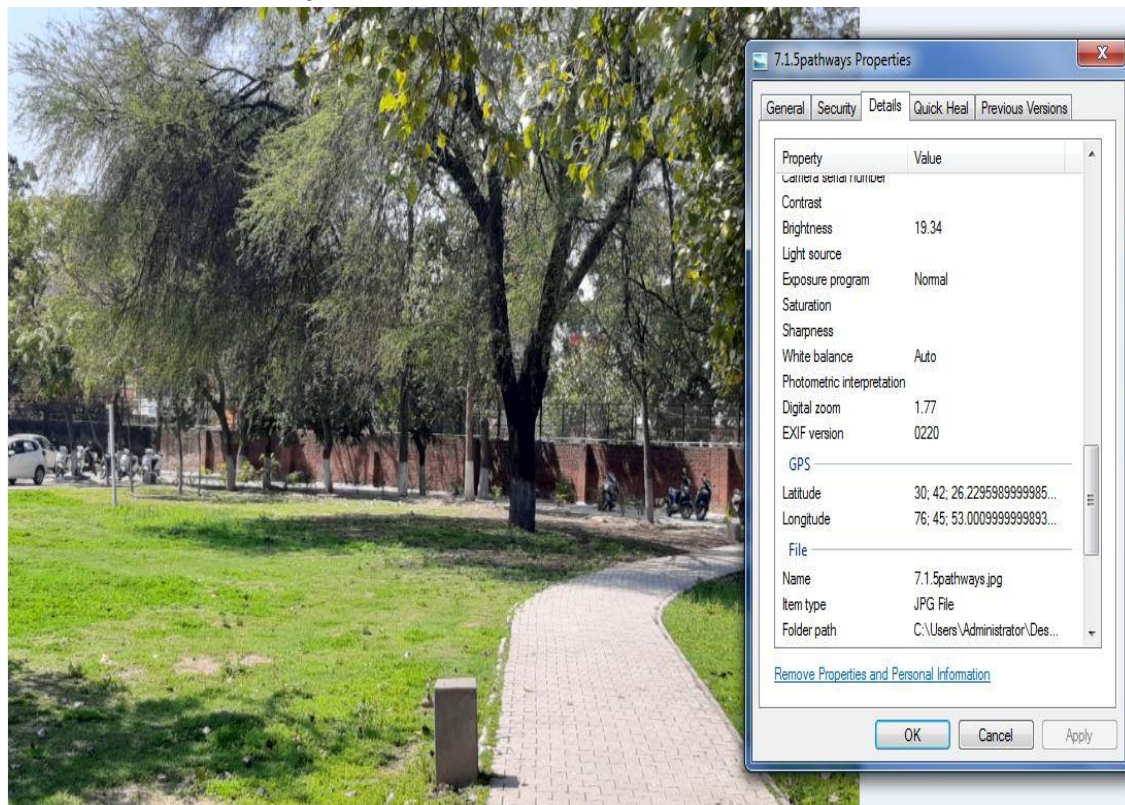 7.1.5pathways Properties
X
General Security Details Quick Heal Previous Versions
Property Value
Camera serial number
Contrast
Brightness 19.34
Light source
Exposure program Normal
Saturation
Sharpness
White balance Auto
Photometric interpretation
Digital zoom 1.77
EXIF version 0220
GPS
Latitude 30; 42; 26.2295989999985...
Longitude 76; 45; 53.0009999999893...
File
Name 7.1.5pathways.jpg
Item type JPG File
Folder path C:\Users\Administrator\Des...
Remove Properties and Personal Information
OK Cancel Apply